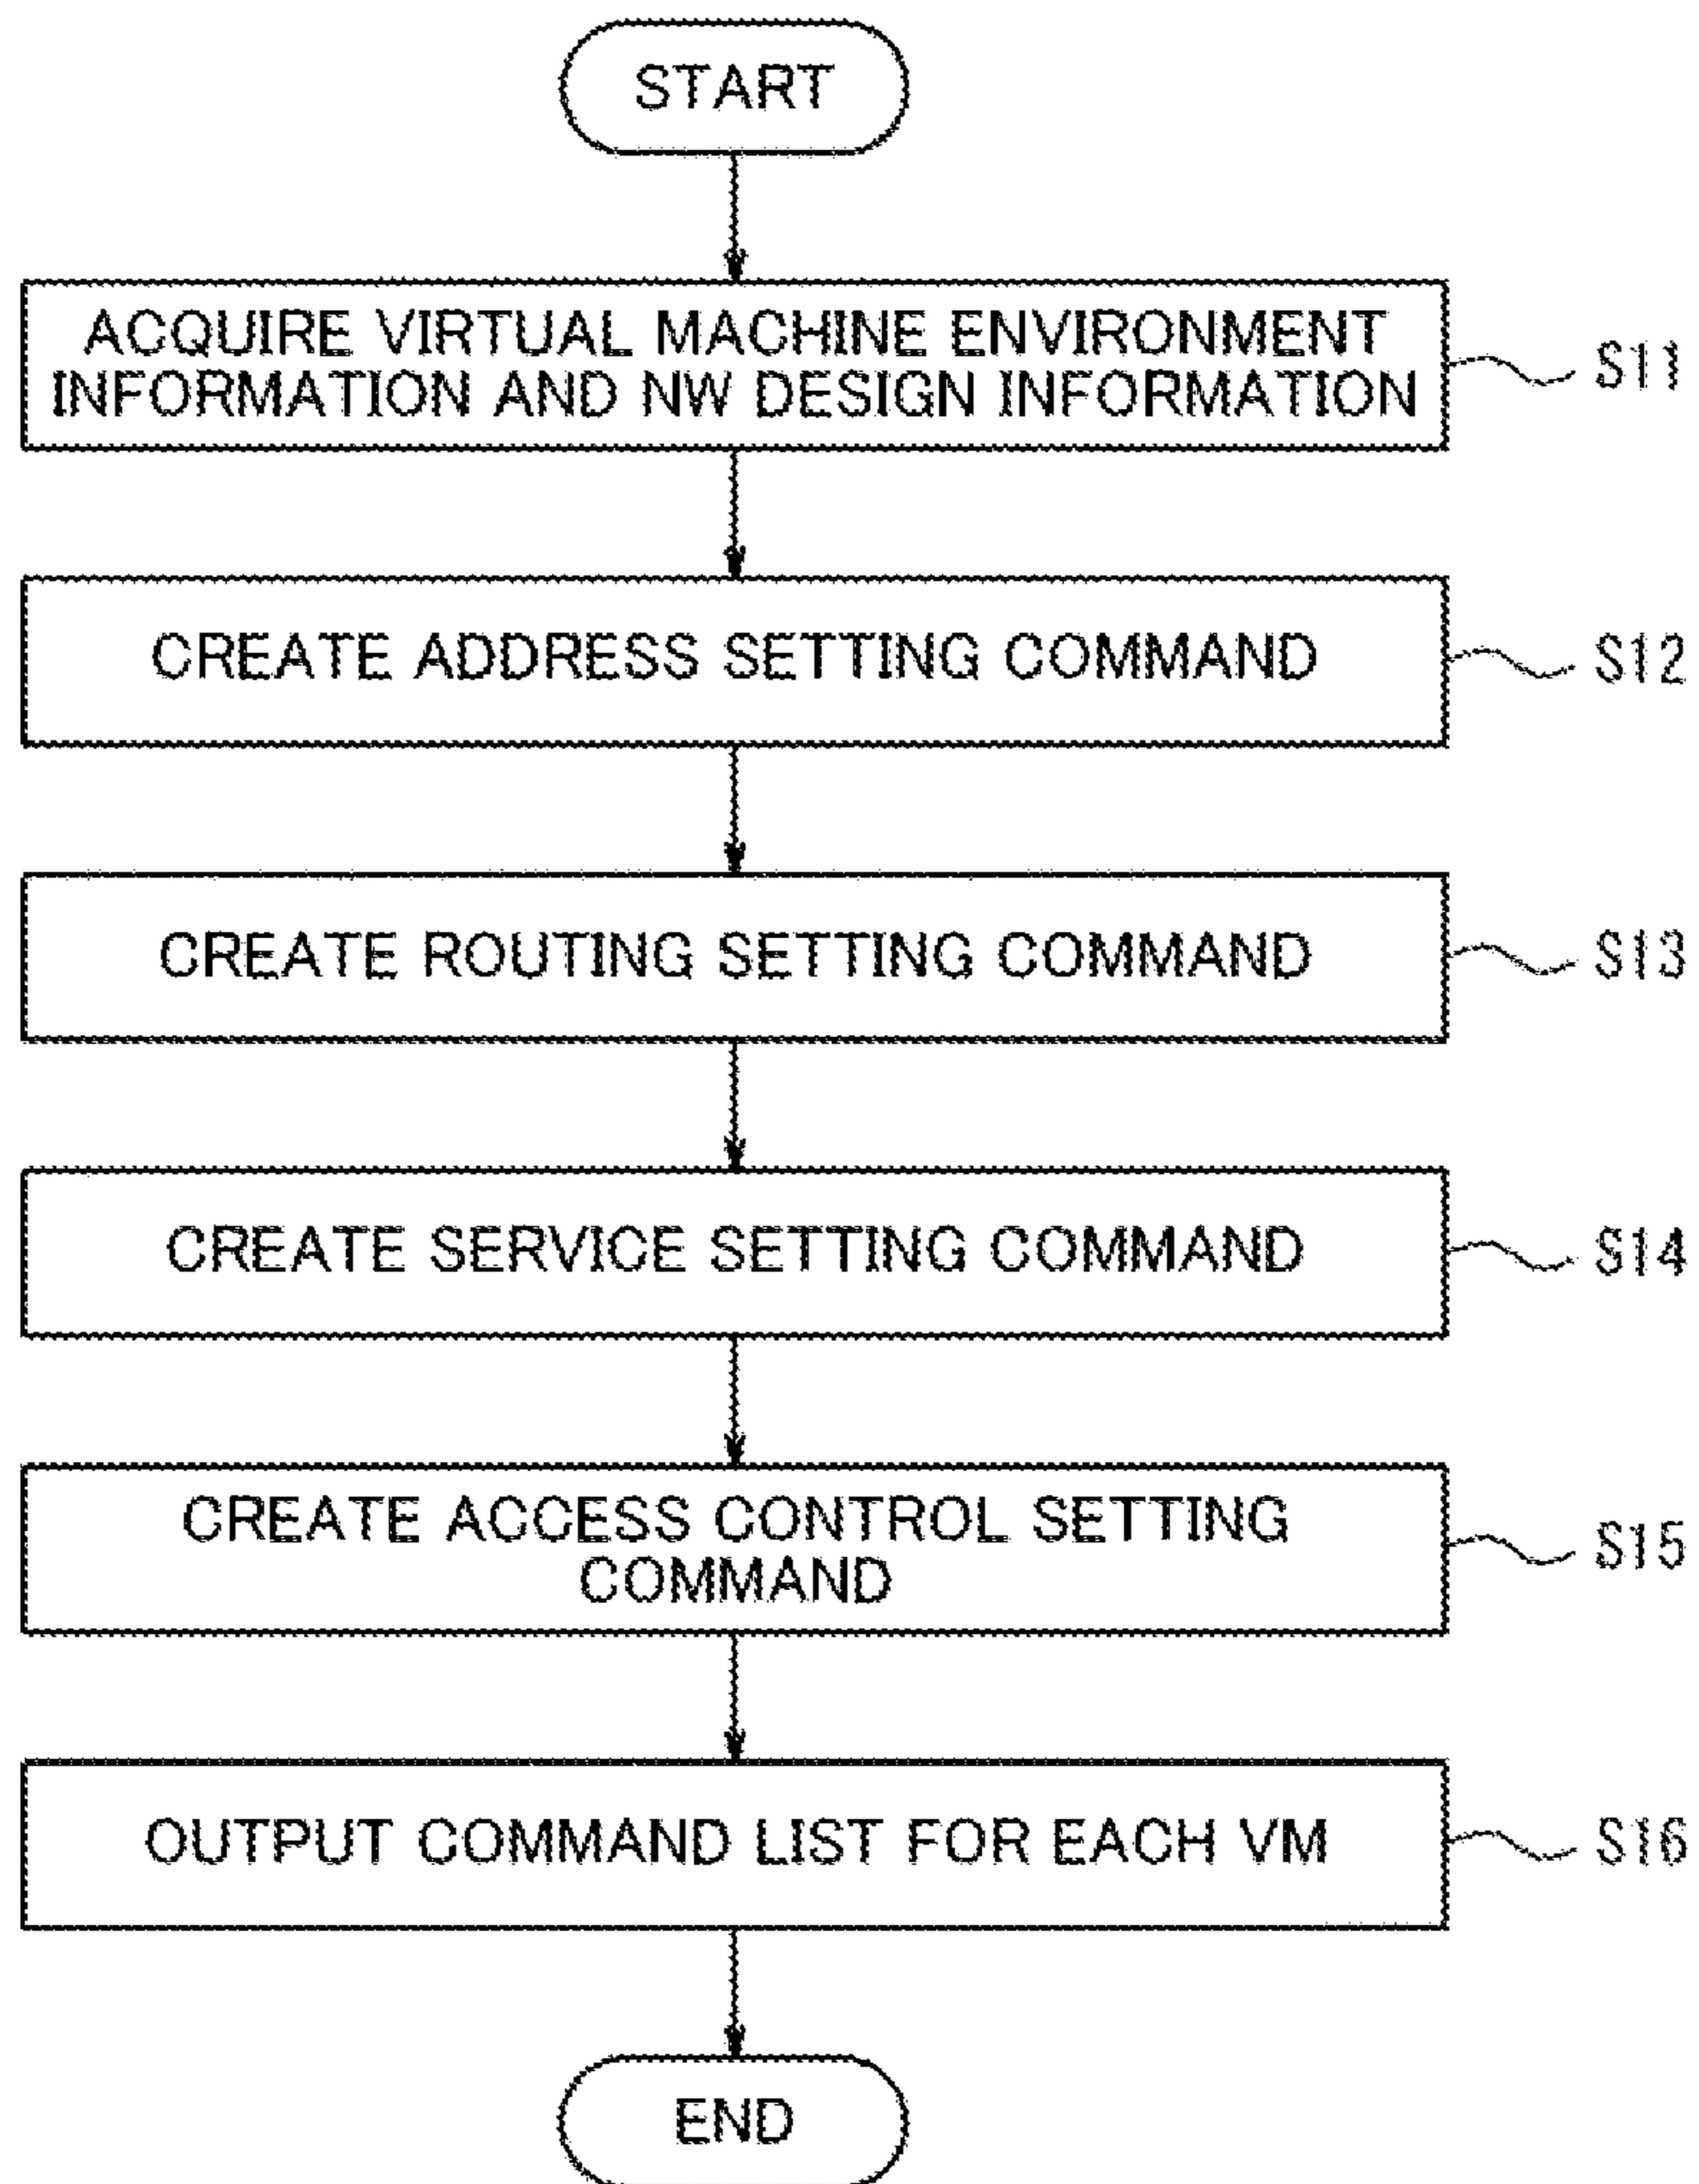 START
ACQUIRE VIRTUAL MACHINE ENVIRONMENT
INFORMATION AND NW DESIGN INFORMATION
S11
CREATE ADDRESS SETTING COMMAND
S12
CREATE ROUTING SETTING COMMAND
S13
CREATE SERVICE SETTING COMMAND
S14
CREATE ACCESS CONTROL SETTING
COMMAND
S15
OUTPUT COMMAND LIST FOR EACH VM
S16
END